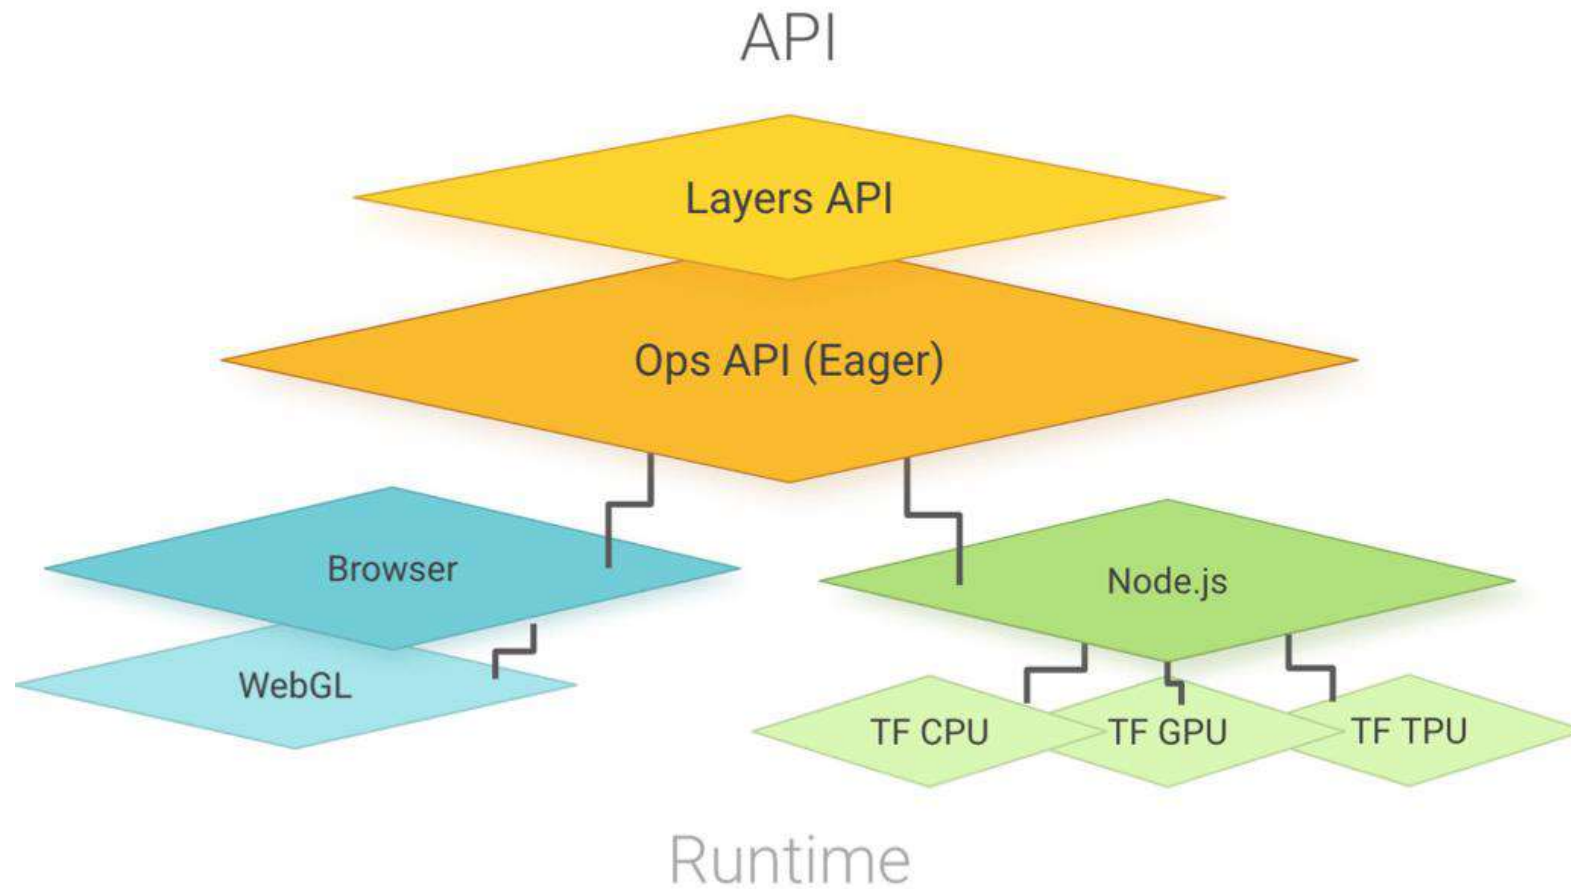 API
Layers API
Ops API (Eager)
Browser
Node.js
WebGL
TF CPU
TF GPU
TF TPU
Runtime